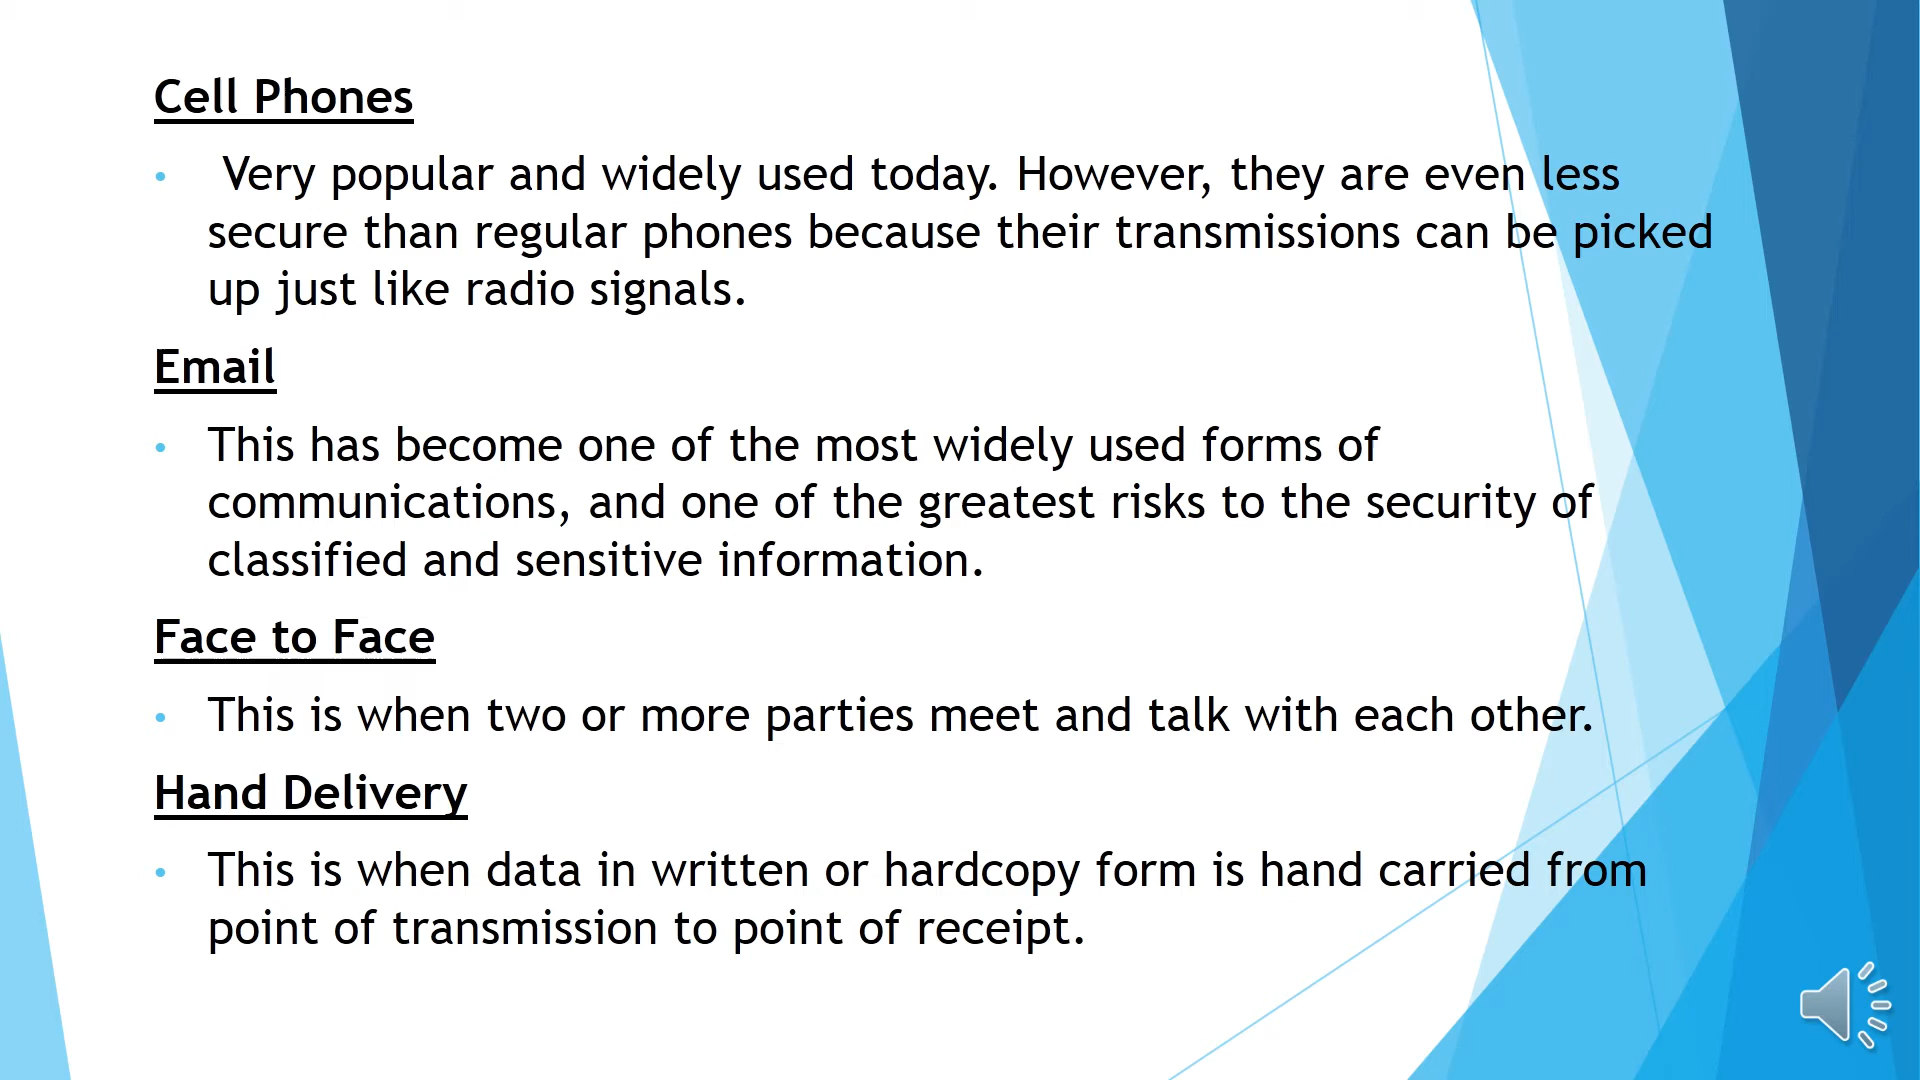 Cell Phones
• Very popular and widely used today. However, they are even less
secure than regular phones because their transmissions can be picked
up just like radio signals.
Email
• This has become one of the most widely used forms of
communications, and one of the greatest risks to the security of
classified and sensitive information.
Face to Face
• This is when two or more parties meet and talk with each other.
Hand Delivery
• This is when data in written or hardcopy form is hand carried from
point of transmission to point of receipt.